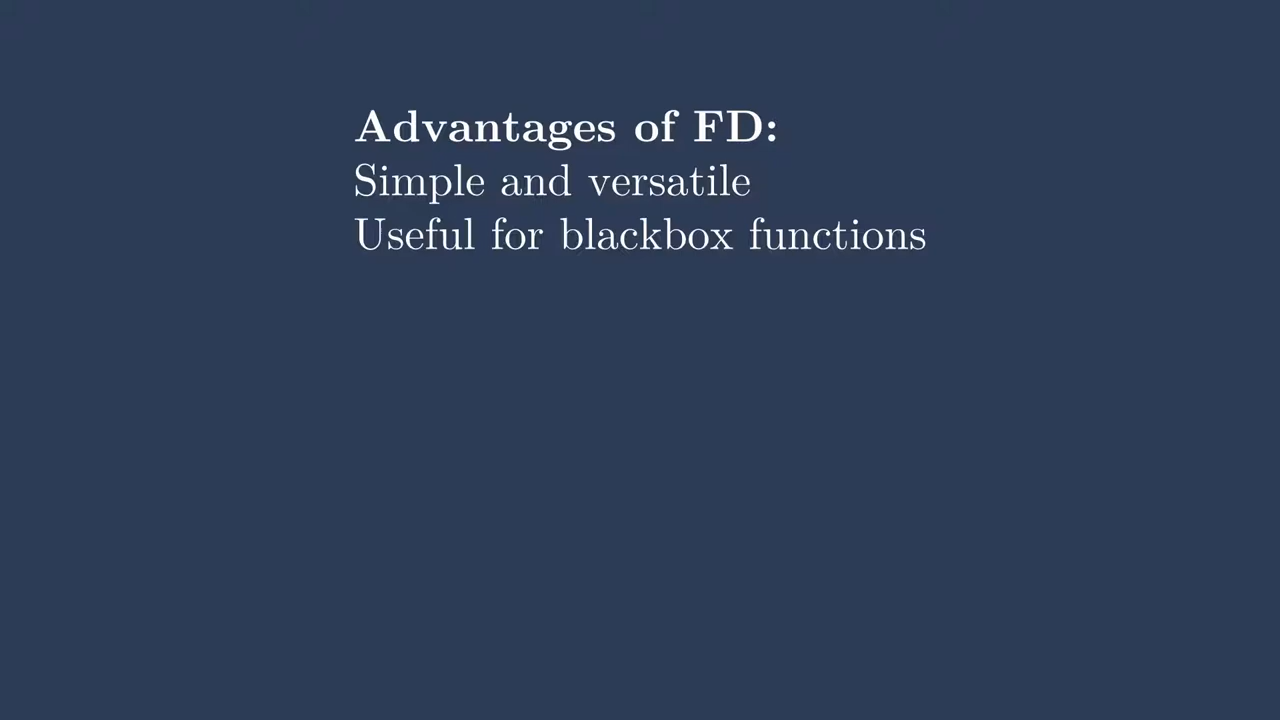 Advantages of FD:
Simple and versatile
Useful for blackbox functions